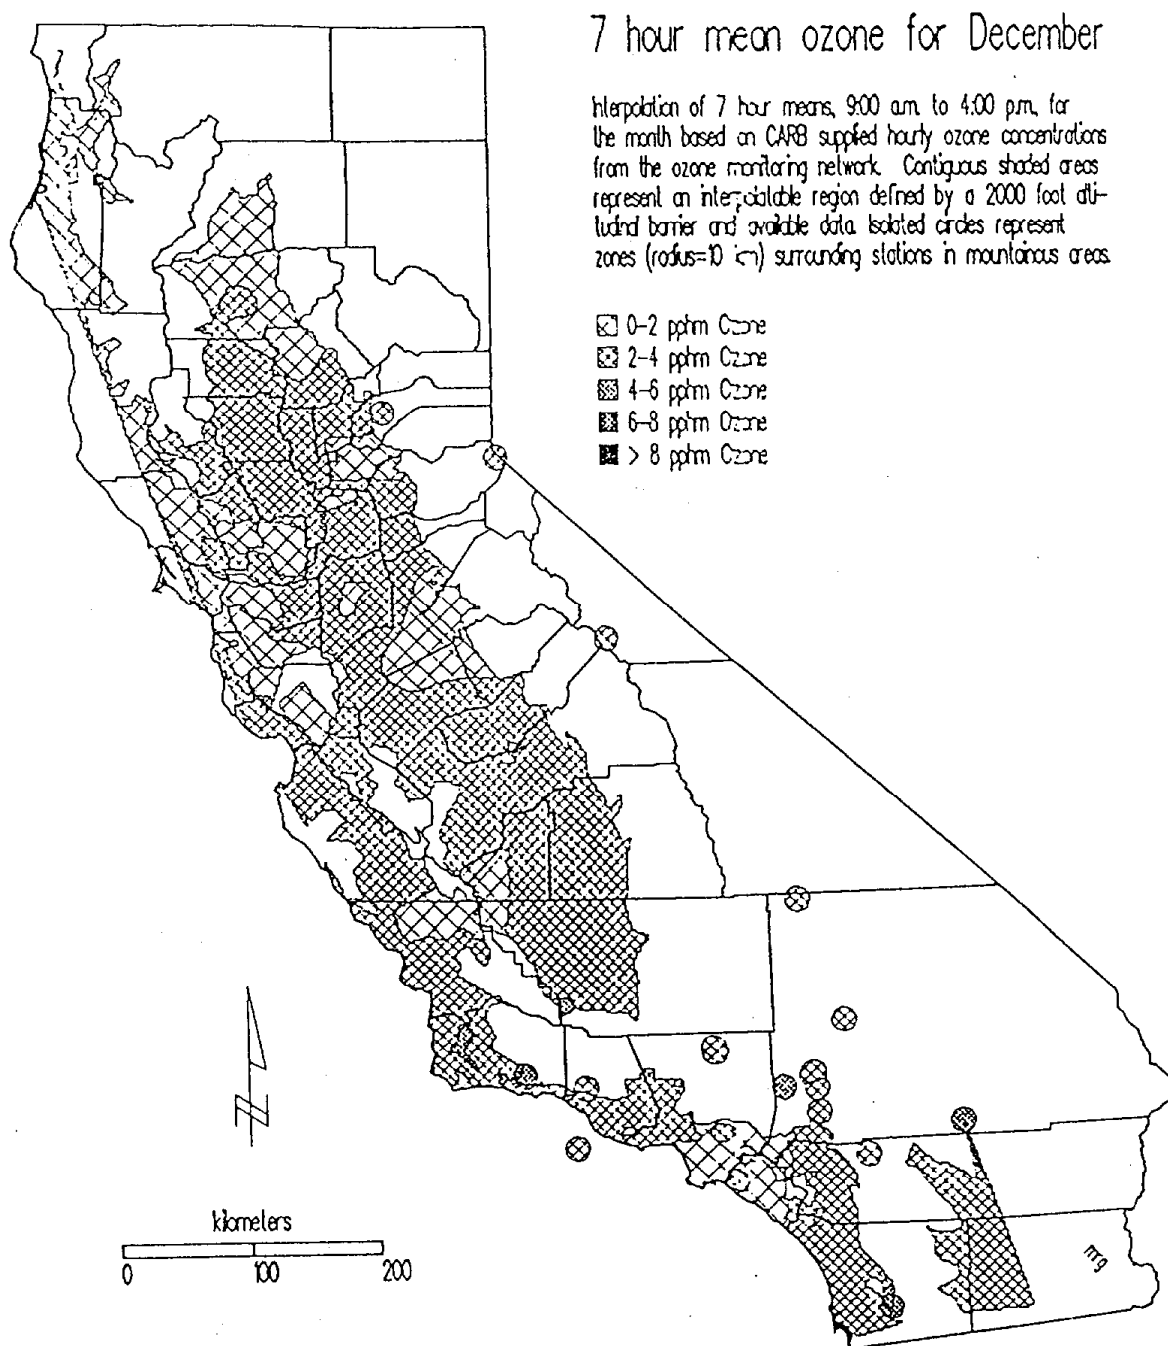 7 hour mean ozone for December
Interpolation of 7 hour means, 9:00 a.m. to 4:00 p.m., for
the month based on CARB supplied hourly ozone concentrations
from the ozone monitoring network. Contiguous shaded areas
represent an interpolatable region defined by a 2000 foot alti-
tudinal barrier and available data. Isolated circles represent
zones (radius=10 km) surrounding stations in mountainous areas.
0-2 pphm Ozone
2-4 pphm Ozone
4-6 pphm Ozone
6-8 pphm Ozone
> 8 pphm Ozone
N
kilometers
0 100 200